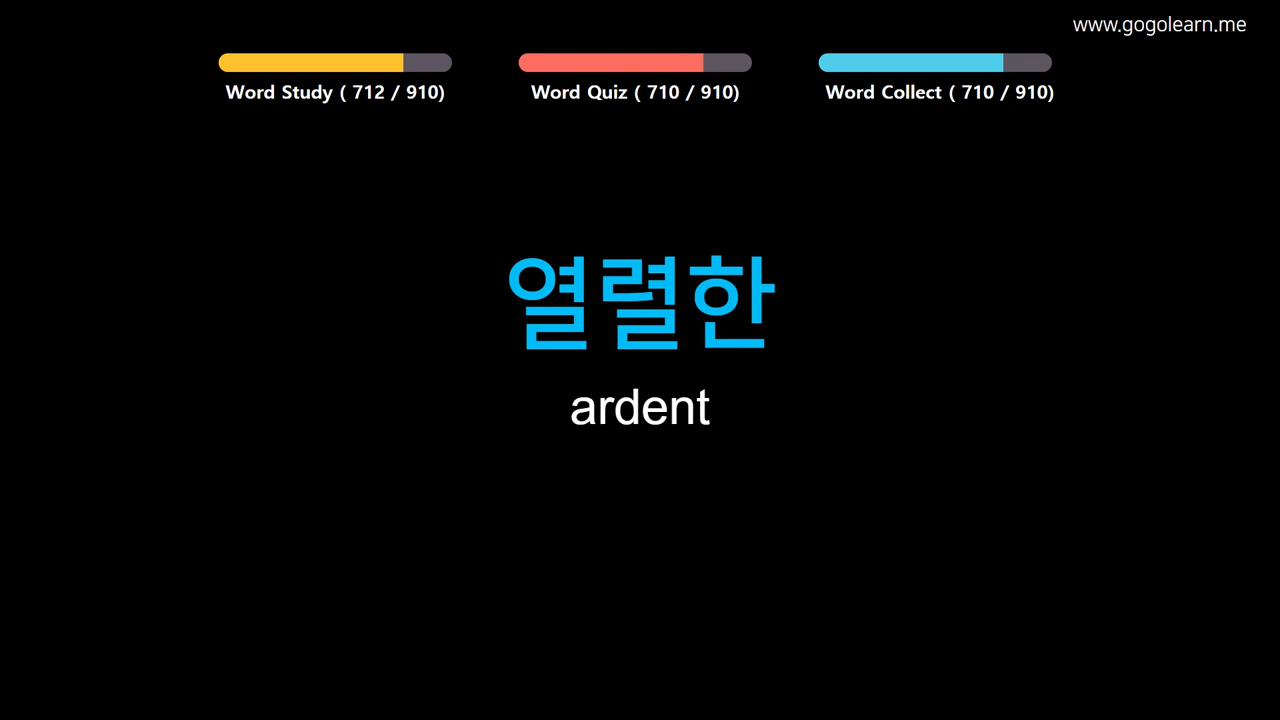 www.gogolearn.me
Word Study ( 712 / 910)
Word Quiz ( 710 / 910)
Word Collect ( 710 / 910)
열렬한
ardent